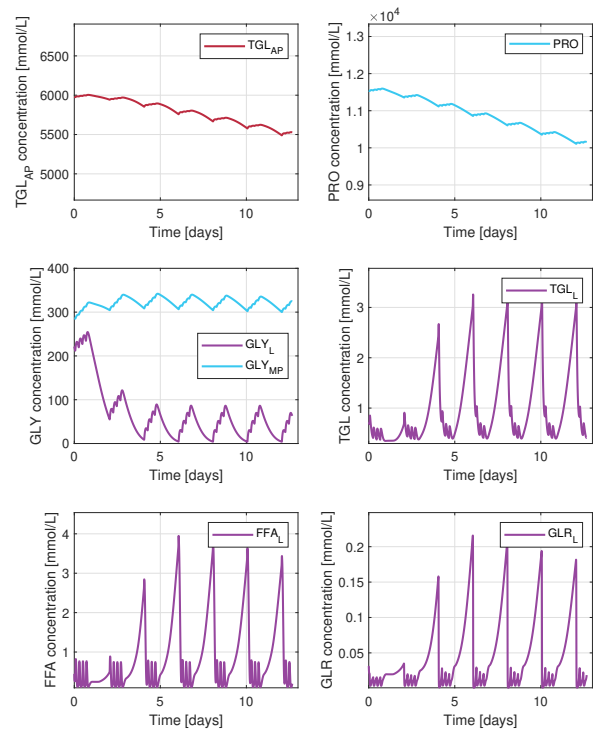 ×10⁴
TGL_AP
PRO
TGL_AP concentration [mmol/L]
6500
6000
5500
5000
0 5 10
Time [days]
PRO concentration [mmol/L]
1.3
1.2
1.1
1
0.9
0 5 10
Time [days]
GLY concentration [mmol/L]
400
300
200
100
0
GLY_L
GLY_MP
0 5 10
Time [days]
TGL concentration [mmol/L]
TGL_L
3
2
1
0 5 10
Time [days]
FFA concentration [mmol/L]
FFA_L
4
3
2
1
0 5 10
Time [days]
GLR concentration [mmol/L]
GLR_L
0.2
0.15
0.1
0.05
0 5 10
Time [days]